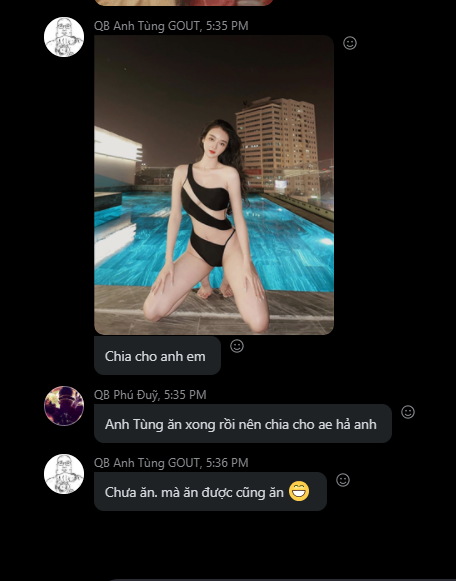 QB Anh Tùng GOUT, 5:35 PM
Chia cho anh em
QB Phú Đuỹ, 5:35 PM
Anh Tùng ăn xong rồi nên chia cho ae hả anh
QB Anh Tùng GOUT, 5:36 PM
Chưa ăn. mà ăn được cũng ăn 😁